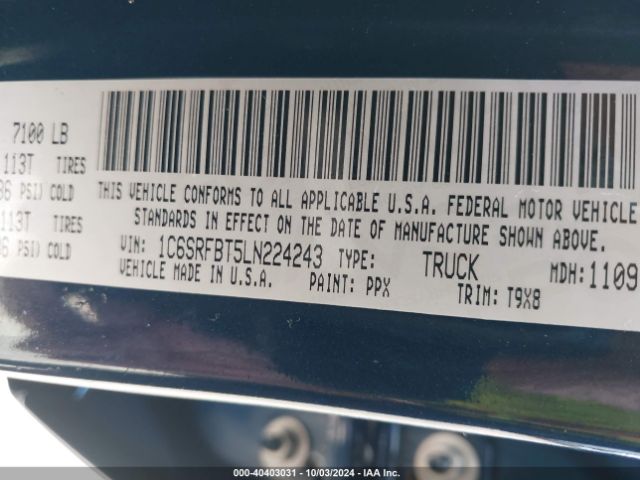 7100 LB
113T TIRES
36 PSI) COLD
113T TIRES
PSI) COLD
THIS VEHICLE CONFORMS TO ALL APPLICABLE U.S.A. FEDERAL MOTOR VEHICLE
STANDARDS IN EFFECT ON THE DATE OF MANUFACTURE SHOWN ABOVE.
VIN: 1C6SRFBT5LN224243 TYPE: TRUCK MDH: 1109
VEHICLE MADE IN U.S.A. PAINT: PPX TRIM: T9X8
000-40403031 - 10/03/2024 - IAA Inc.